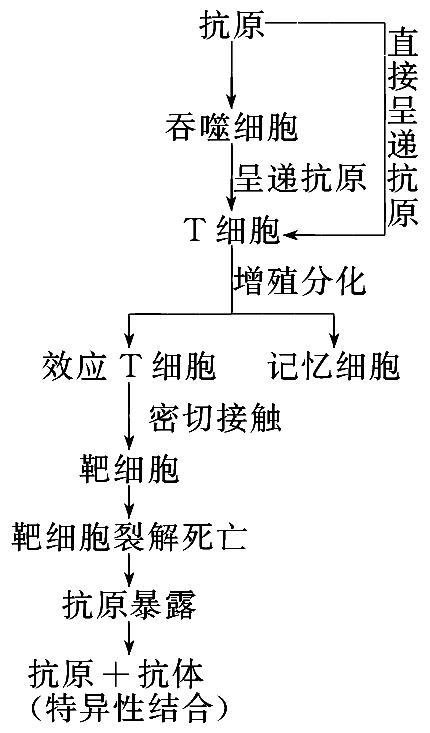 抗原
直接呈递抗原
吞噬细胞
呈递抗原
T细胞
增殖分化
效应T细胞
记忆细胞
密切接触
靶细胞
靶细胞裂解死亡
抗原暴露
抗原＋抗体
（特异性结合）